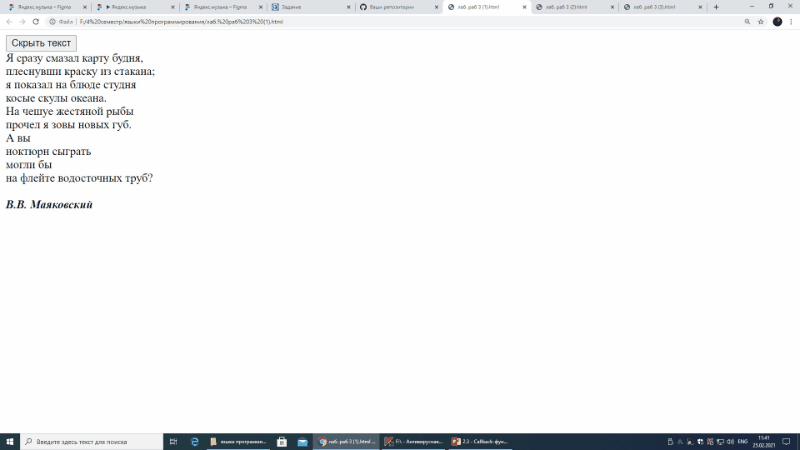 Яндекс.музыка – Figma
Яндекс.музыка
Яндекс.музыка – Figma
Задание
Ваши репозитории
лаб. раб 3 (1).html
лаб. раб 3 (2).html
лаб. раб 3 (3).html
Файл
F:/4%20семестр/языки%20программирования/лаб.%20раб%203%20(1).html
Скрыть текст
Я сразу смазал карту будня,
плеснувши краску из стакана;
я показал на блюде студня
косые скулы океана.
На чешуе жестяной рыбы
прочел я зовы новых губ.
А вы
ноктюрн сыграть
могли бы
на флейте водосточных труб?
В.В. Маяковский
Введите здесь текст для поиска
языки программи...
лаб. раб 3 (1).html ...
F:\ - Антивирусная...
2.3 - Callback-фун...
ENG
11:41
25.02.2021